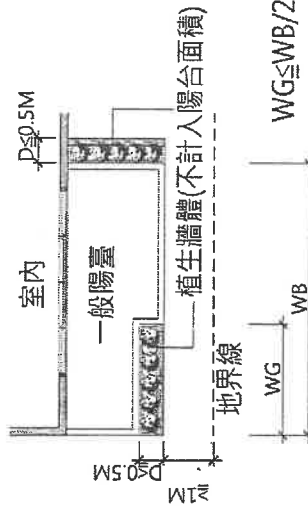 D≦0.5M
室內
一般陽臺
植生牆體(不計入陽台面積)
D≦0.5M
≧1M
地界線
WG
WB
WG≦WB/2